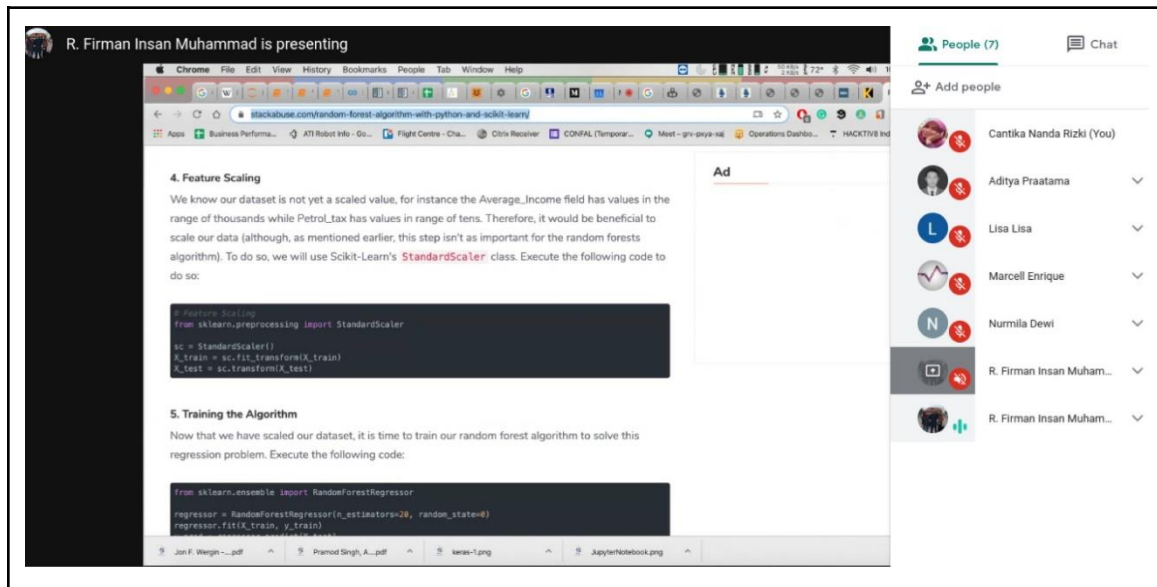 R. Firman Insan Muhammad is presenting
Chrome File Edit View History Bookmarks People Tab Window Help
72°
stackabuse.com/random-forest-algorithm-with-python-and-scikit-learn/
Apps Business Performa... ATI Robot Info - Go... Flight Centre - Cha... Citrix Receiver CONFAL (Temporar... Meet – grv-pxya-xaj Operations Dashbo... HACKTIV8 Ind
4. Feature Scaling
Ad
We know our dataset is not yet a scaled value, for instance the Average_Income field has values in the
range of thousands while Petrol_tax has values in range of tens. Therefore, it would be beneficial to
scale our data (although, as mentioned earlier, this step isn't as important for the random forests
algorithm). To do so, we will use Scikit-Learn's StandardScaler class. Execute the following code to
do so:
# Feature Scaling
from sklearn.preprocessing import StandardScaler
sc = StandardScaler()
X_train = sc.fit_transform(X_train)
X_test = sc.transform(X_test)
5. Training the Algorithm
Now that we have scaled our dataset, it is time to train our random forest algorithm to solve this
regression problem. Execute the following code:
from sklearn.ensemble import RandomForestRegressor
regressor = RandomForestRegressor(n_estimators=20, random_state=0)
regressor.fit(X_train, y_train)
Jon F. Wergin -....pdf Pramod Singh, A....pdf keras-1.png JupyterNotebook.png
People (7) Chat
Add people
Cantika Nanda Rizki (You)
Aditya Praatama
L Lisa Lisa
Marcell Enrique
N Nurmila Dewi
R. Firman Insan Muham...
R. Firman Insan Muham...